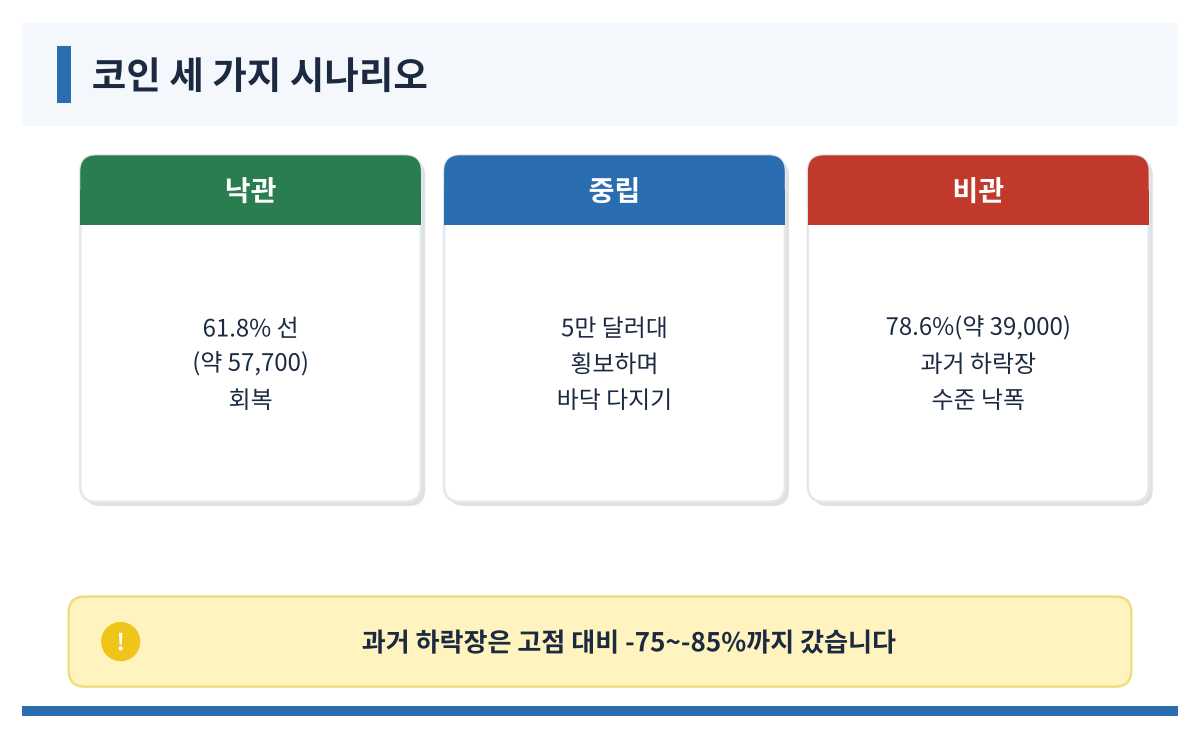 코인 세 가지 시나리오
낙관
61.8% 선
(약 57,700)
회복
중립
5만 달러대
횡보하며
바닥 다지기
비관
78.6%(약 39,000)
과거 하락장
수준 낙폭
!
과거 하락장은 고점 대비 -75~-85%까지 갔습니다